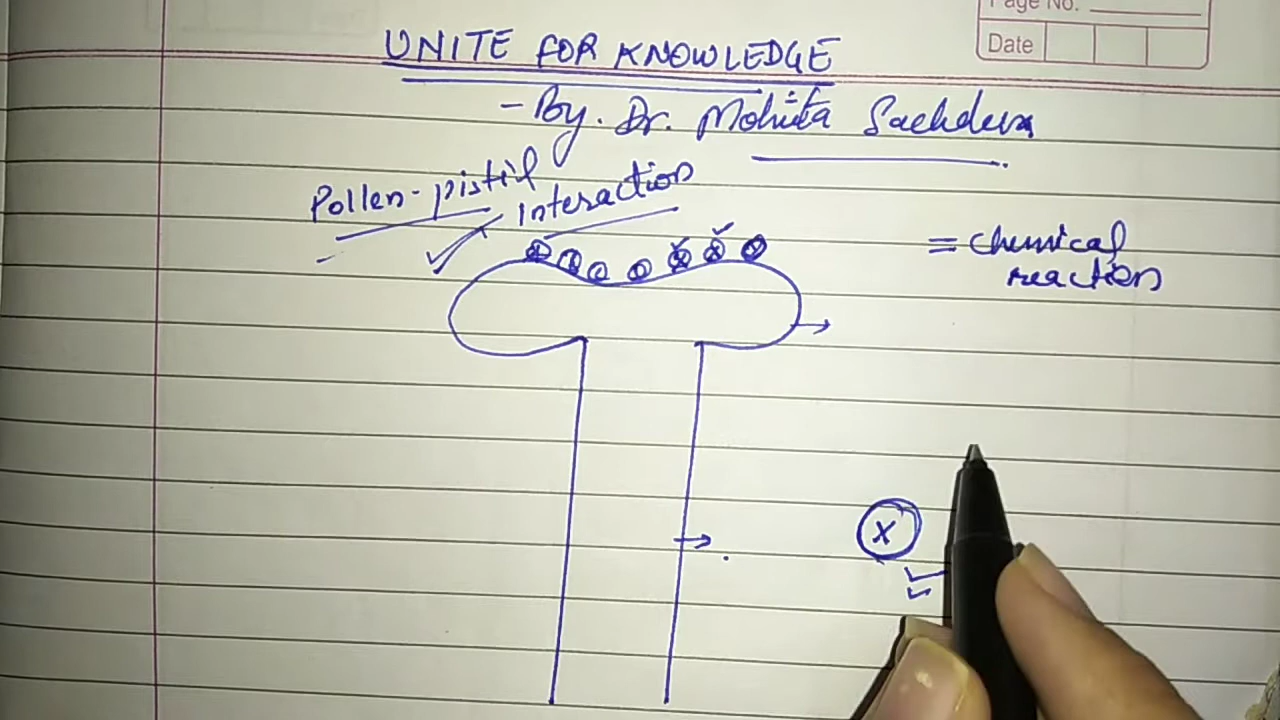 Page No.
Date
UNITE FOR KNOWLEDGE
- By. Dr. Mohita Sachdeva
Pollen-pistil
Interaction
= chemical
reaction
x